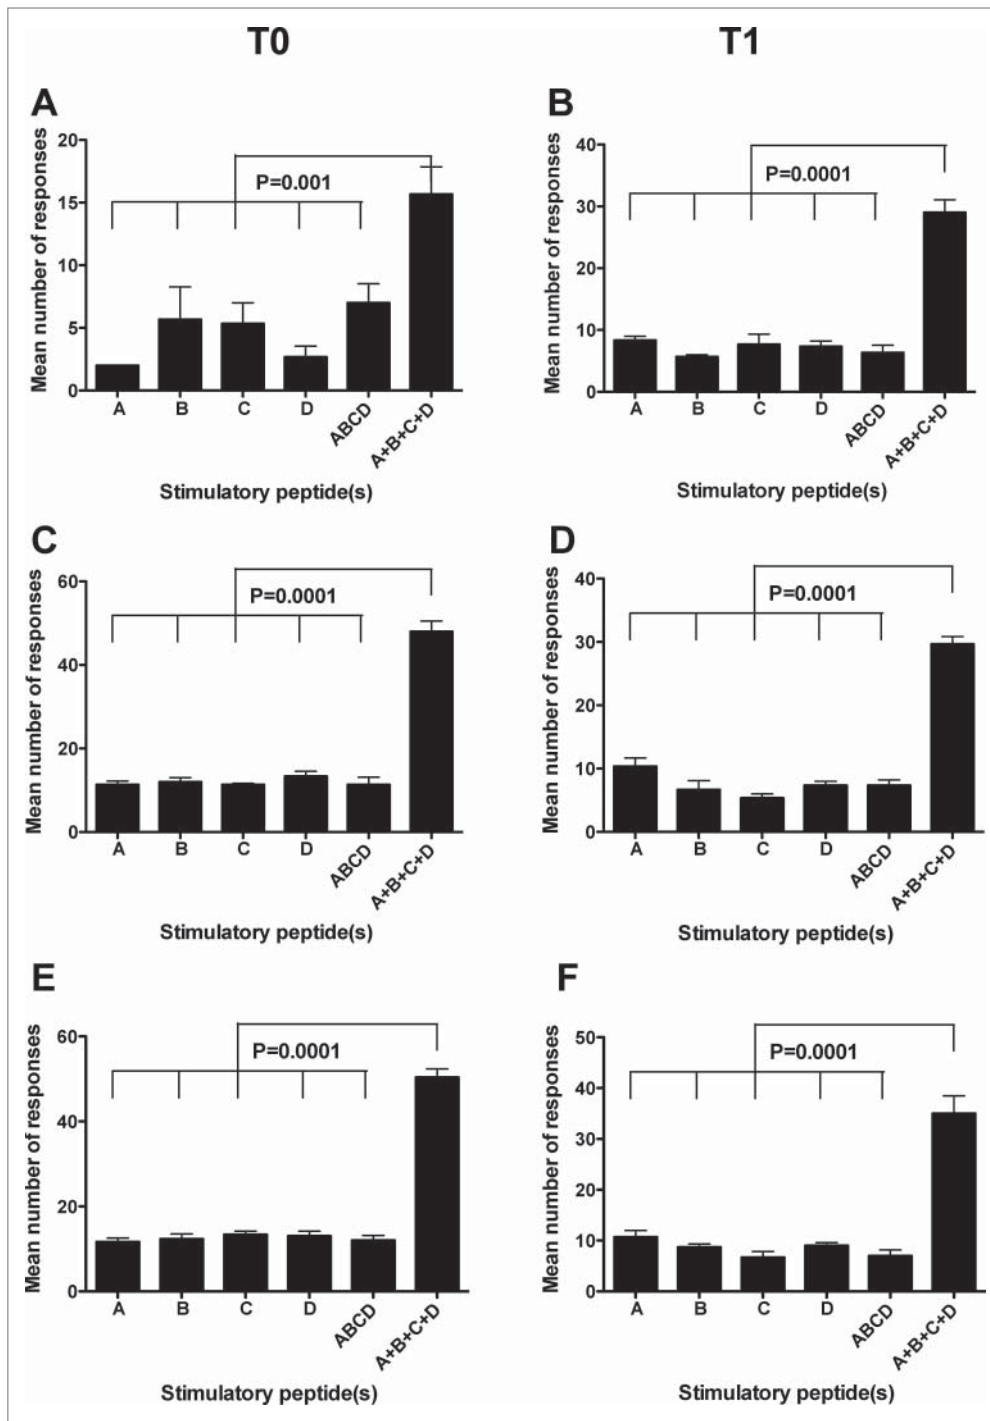 T0
T1
A
Mean number of responses
20
15
10
5
0
P=0.001
A B C D ABCD A+B+C+D
Stimulatory peptide(s)
B
Mean number of responses
40
30
20
10
0
P=0.0001
A B C D ABCD A+B+C+D
Stimulatory peptide(s)
C
Mean number of responses
60
40
20
0
P=0.0001
A B C D ABCD A+B+C+D
Stimulatory peptide(s)
D
Mean number of responses
40
30
20
10
0
P=0.0001
A B C D ABCD A+B+C+D
Stimulatory peptide(s)
E
Mean number of responses
60
40
20
0
P=0.0001
A B C D ABCD A+B+C+D
Stimulatory peptide(s)
F
Mean number of responses
50
40
30
20
10
0
P=0.0001
A B C D ABCD A+B+C+D
Stimulatory peptide(s)